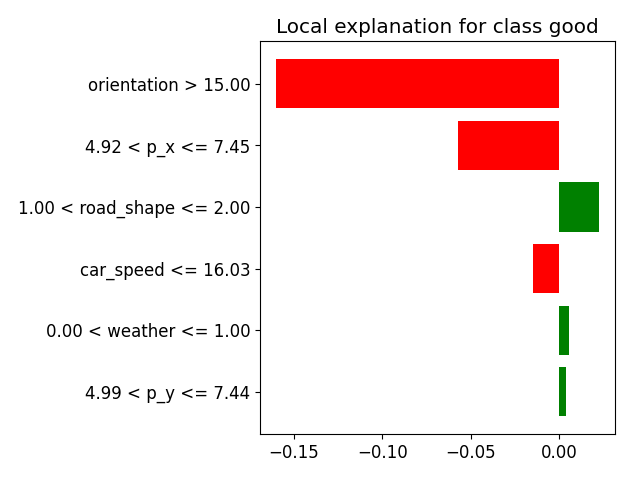 Local explanation for class good
orientation > 15.00
4.92 < p_x <= 7.45
1.00 < road_shape <= 2.00
car_speed <= 16.03
0.00 < weather <= 1.00
4.99 < p_y <= 7.44
−0.15 −0.10 −0.05 0.00